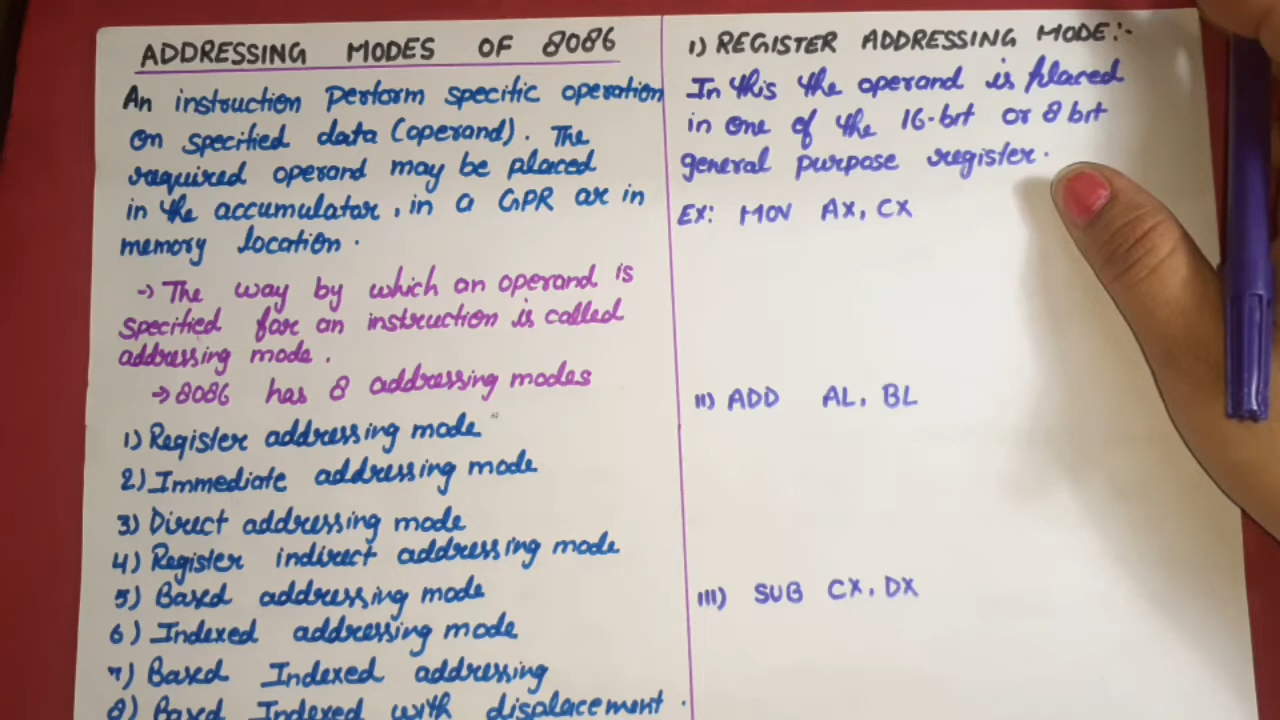 ADDRESSING MODES OF 8086
An instruction perform specific operation
on specified data (operand). The
required operand may be placed
in the accumulator, in a GPR or in
memory location.
-> The way by which an operand is
specified for an instruction is called
addressing mode.
-> 8086 has 8 addressing modes
1) Register addressing mode
2) Immediate addressing mode
3) Direct addressing mode
4) Register indirect addressing mode
5) Based addressing mode
6) Indexed addressing mode
7) Based Indexed addressing
8) Based Indexed with displacement.
1) REGISTER ADDRESSING MODE:-
In this the operand is placed
in one of the 16-bit or 8 bit
general purpose register.
EX: MOV AX, CX
II) ADD AL, BL
III) SUB CX, DX